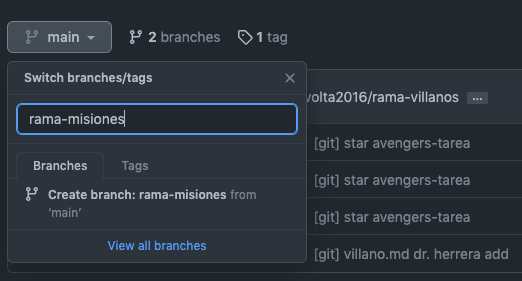 main
2 branches
1 tag
Switch branches/tags
volta2016/rama-villanos ...
rama-misiones
[git] star avengers-tarea
Branches
Tags
[git] star avengers-tarea
Create branch: rama-misiones from
'main'
[git] star avengers-tarea
View all branches
[git] villano.md dr. herrera add